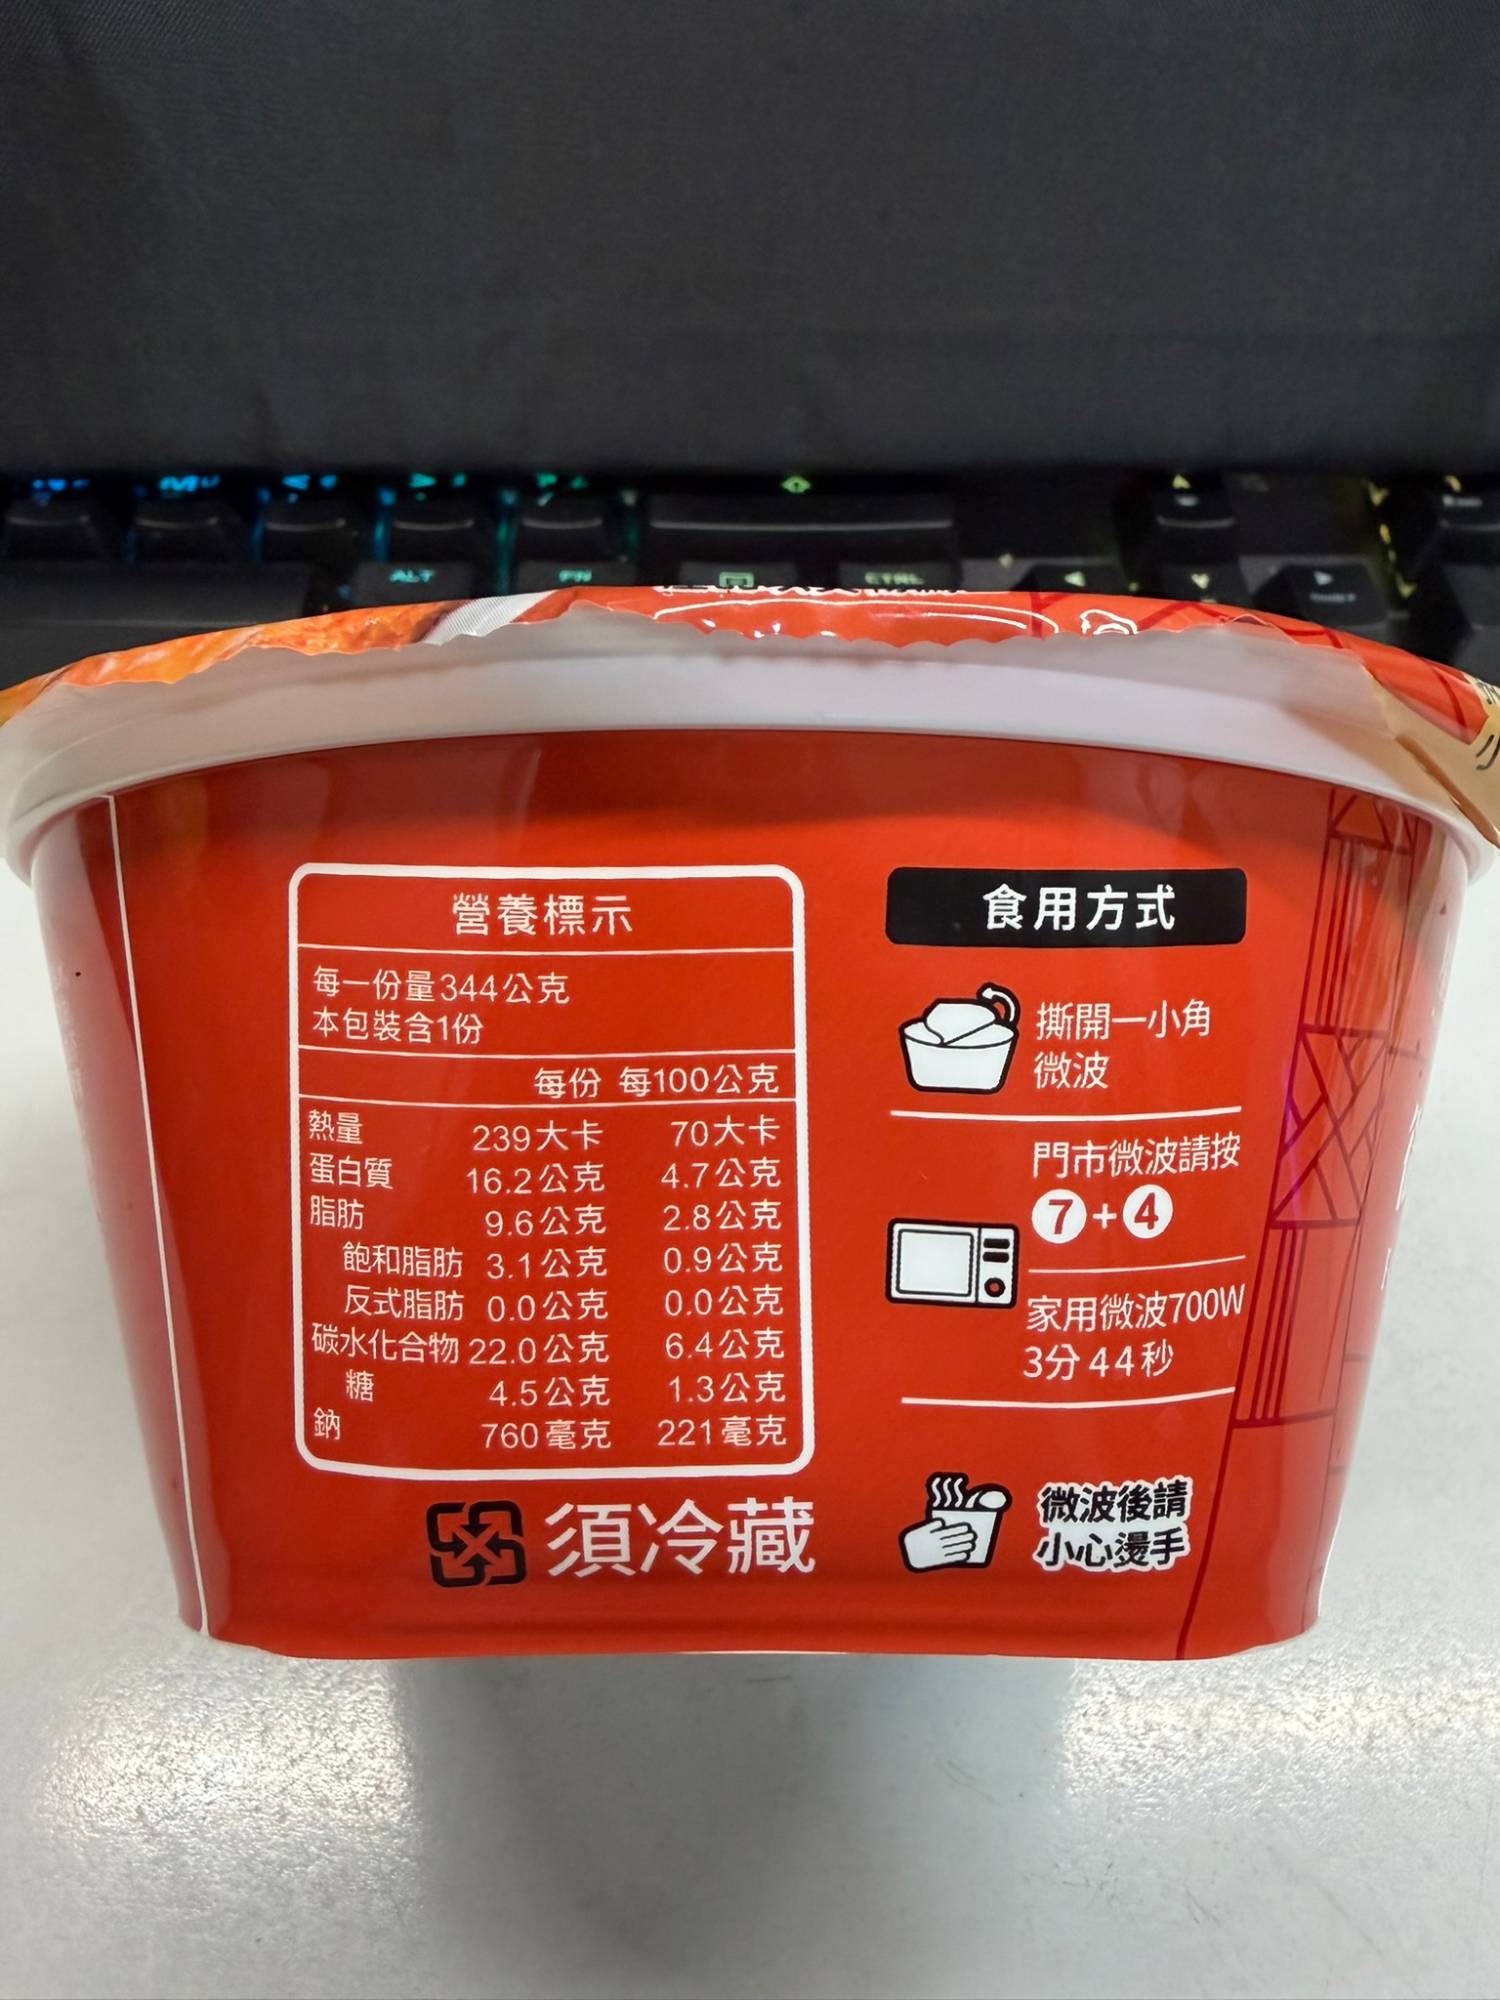 ALT
FN
CTRL
營養標示
每一份量344公克
本包裝含1份
每份 每100公克
熱量 239大卡 70大卡
蛋白質 16.2公克 4.7公克
脂肪 9.6公克 2.8公克
飽和脂肪 3.1公克 0.9公克
反式脂肪 0.0公克 0.0公克
碳水化合物 22.0公克 6.4公克
糖 4.5公克 1.3公克
鈉 760毫克 221毫克
須冷藏
食用方式
撕開一小角
微波
門市微波請按
7+4
家用微波700W
3分44秒
微波後請
小心燙手